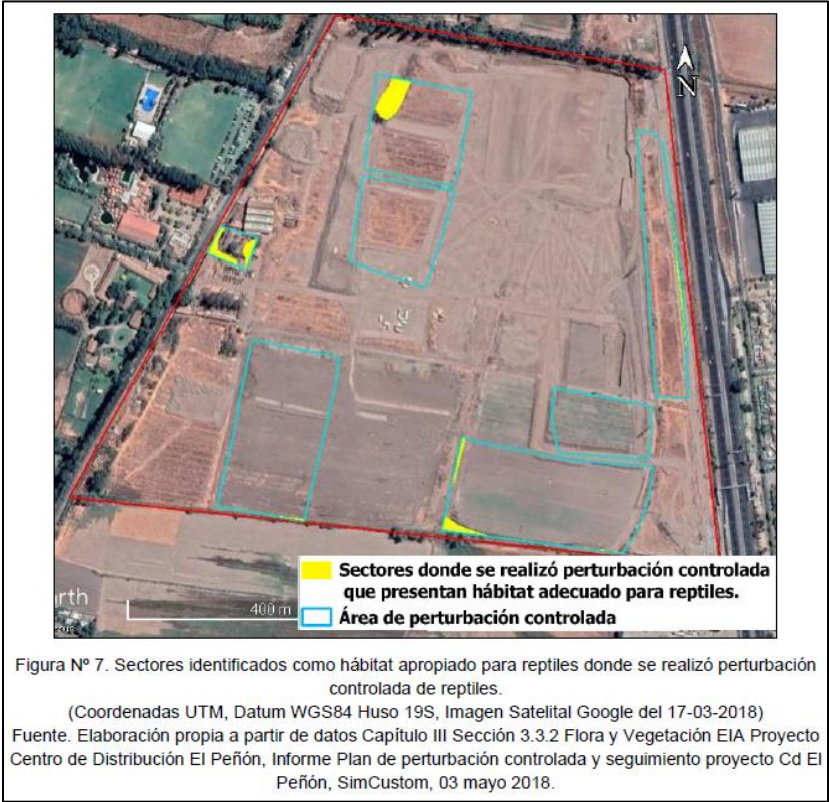 N
Sectores donde se realizó perturbación controlada
que presentan hábitat adecuado para reptiles.
Área de perturbación controlada
rth
400 m
Figura Nº 7. Sectores identificados como hábitat apropiado para reptiles donde se realizó perturbación
controlada de reptiles.
(Coordenadas UTM, Datum WGS84 Huso 19S, Imagen Satelital Google del 17-03-2018)
Fuente. Elaboración propia a partir de datos Capítulo III Sección 3.3.2 Flora y Vegetación EIA Proyecto
Centro de Distribución El Peñón, Informe Plan de perturbación controlada y seguimiento proyecto Cd El
Peñón, SimCustom, 03 mayo 2018.